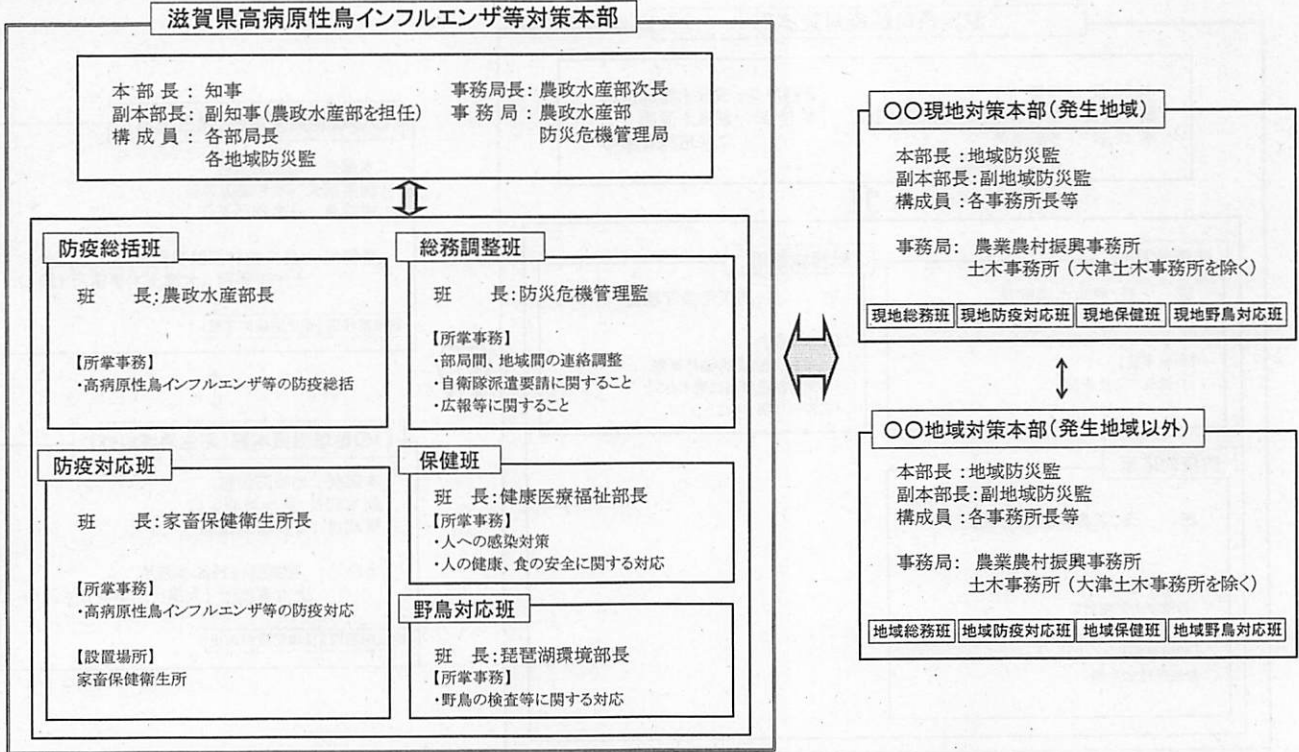 滋賀県高病原性鳥インフルエンザ等対策本部
本部長：知事
副本部長：副知事（農政水産部を担任）
構成員：各部局長
各地域防災監
事務局長：農政水産部次長
事務局：農政水産部
防災危機管理局
防疫総括班
班　長：農政水産部長
【所掌事務】
・高病原性鳥インフルエンザ等の防疫総括
総務調整班
班　長：防災危機管理監
【所掌事務】
・部局間、地域間の連絡調整
・自衛隊派遣要請に関すること
・広報等に関すること
防疫対応班
班　長：家畜保健衛生所長
【所掌事務】
・高病原性鳥インフルエンザ等の防疫対応
【設置場所】
家畜保健衛生所
保健班
班　長：健康医療福祉部長
【所掌事務】
・人への感染対策
・人の健康、食の安全に関する対応
野鳥対応班
班　長：琵琶湖環境部長
【所掌事務】
・野鳥の検査等に関する対応
〇〇現地対策本部（発生地域）
本部長：地域防災監
副本部長：副地域防災監
構成員：各事務所長等
事務局：農業農村振興事務所
土木事務所（大津土木事務所を除く）
現地総務班 現地防疫対応班 現地保健班 現地野鳥対応班
〇〇地域対策本部（発生地域以外）
本部長：地域防災監
副本部長：副地域防災監
構成員：各事務所長等
事務局：農業農村振興事務所
土木事務所（大津土木事務所を除く）
地域総務班 地域防疫対応班 地域保健班 地域野鳥対応班